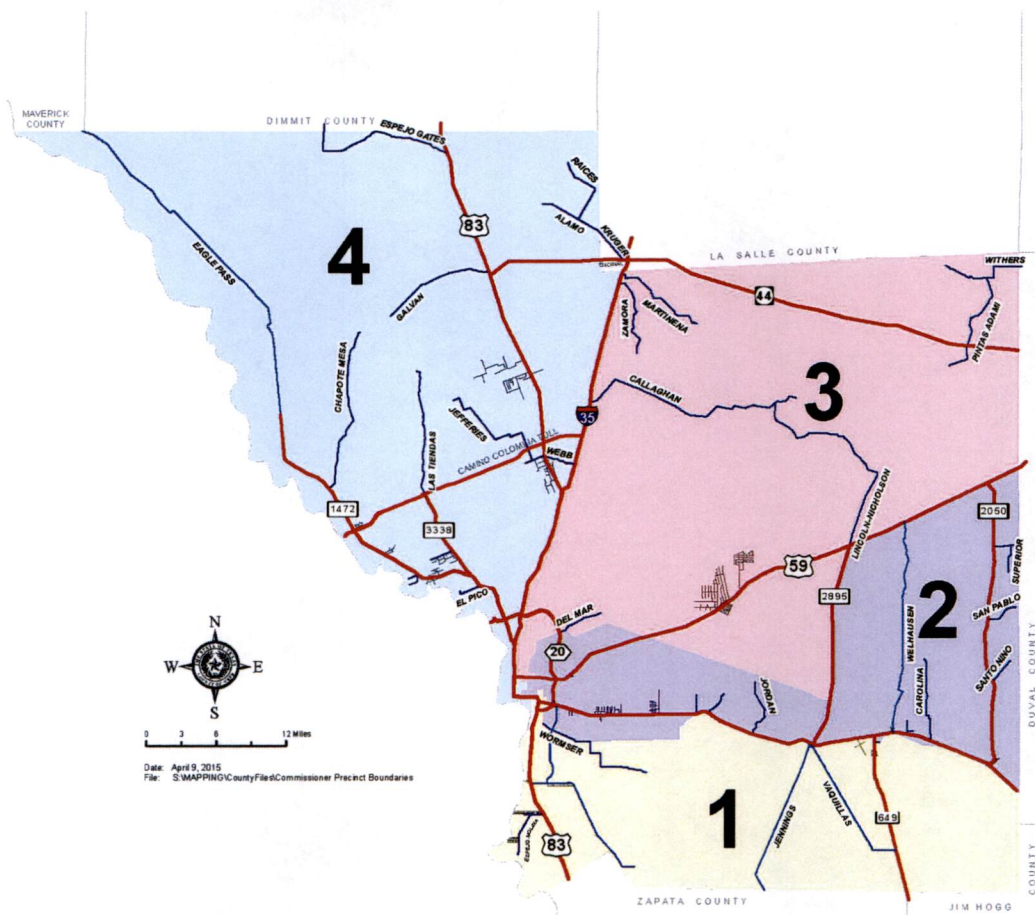 MAVERICK
COUNTY
DIMMIT COUNTY
ESPEJO GATES
RAICES
ALAMO
KRUGER
83
4
EAGLE PASS
GALVAN
LA SALLE COUNTY
WITHERS
44
ZAMORA
MARTINENA
PINTAS ADAMI
CHAPOTE MESA
CALLAGHAN
3
35
JEFFERIES
LAS TIENDAS
CAMINO COLOMBIA TOLL
WEBB
LINCOLN-NICHOLSON
1472
3338
2050
SUPERIOR
59
EL PICO
2895
2
SAN PABLO
DEL MAR
WELHAUSEN
20
CAROLINA
SANTO NINO
JORDAN
DUVAL COUNTY
N
W E
S
0 3 6 12 Miles
WORMSER
Date: April 9, 2015
File: S:\MAPPING\CountyFiles\Commissioner Precinct Boundaries
1
JENNINGS
VAQUILLAS
649
83
ESPEJO MOLINA
ZAPATA COUNTY
COUNTY
JIM HOGG